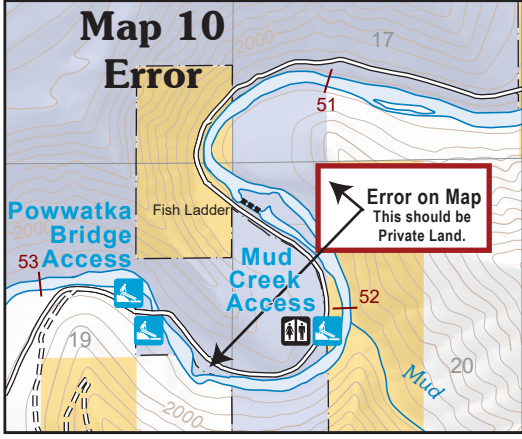 Map 10
Error
2000
17
51
Error on Map
This should be
Private Land.
Fish Ladder
Powwatka
Bridge
Access
Mud
Creek
Access
2000
53
52
19
20
Mud
2000